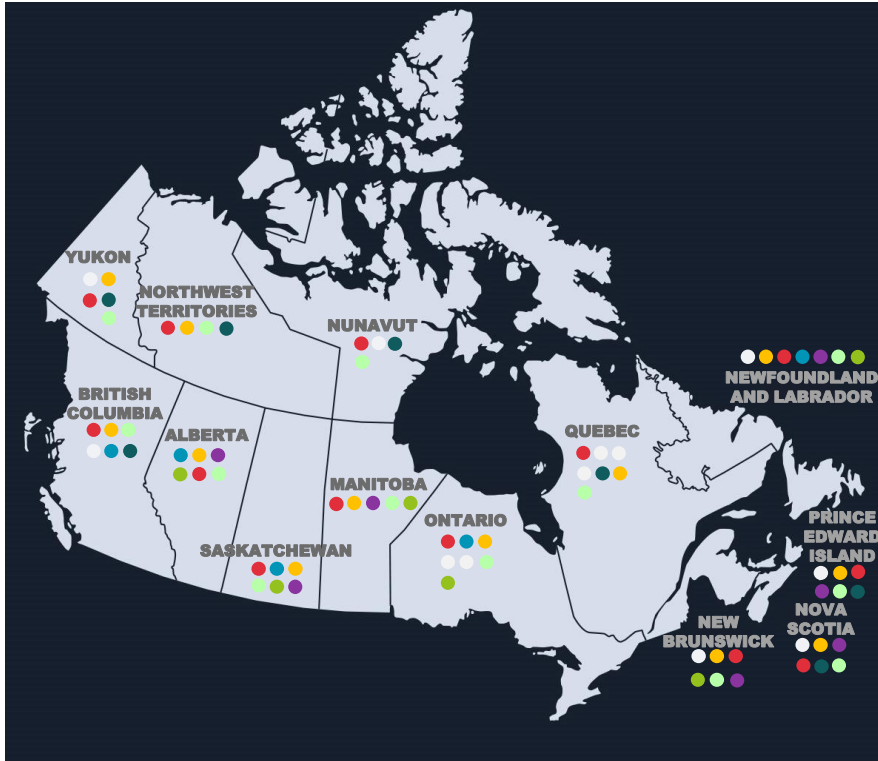 YUKON
NORTHWEST
TERRITORIES
NUNAVUT
BRITISH
COLUMBIA
ALBERTA
SASKATCHEWAN
MANITOBA
ONTARIO
QUEBEC
NEWFOUNDLAND
AND LABRADOR
PRINCE
EDWARD
ISLAND
NOVA
SCOTIA
NEW
BRUNSWICK